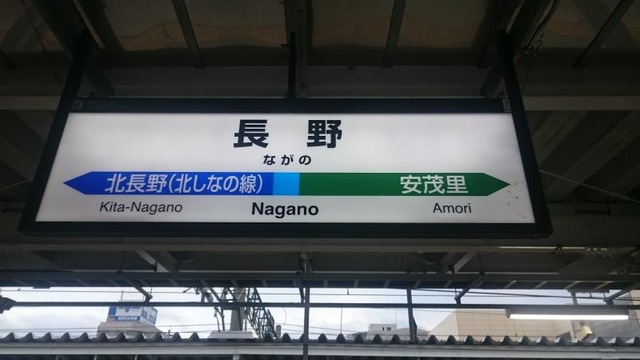 長野
ながの
北長野(北しなの線) 安茂里
Kita-Nagano Nagano Amori